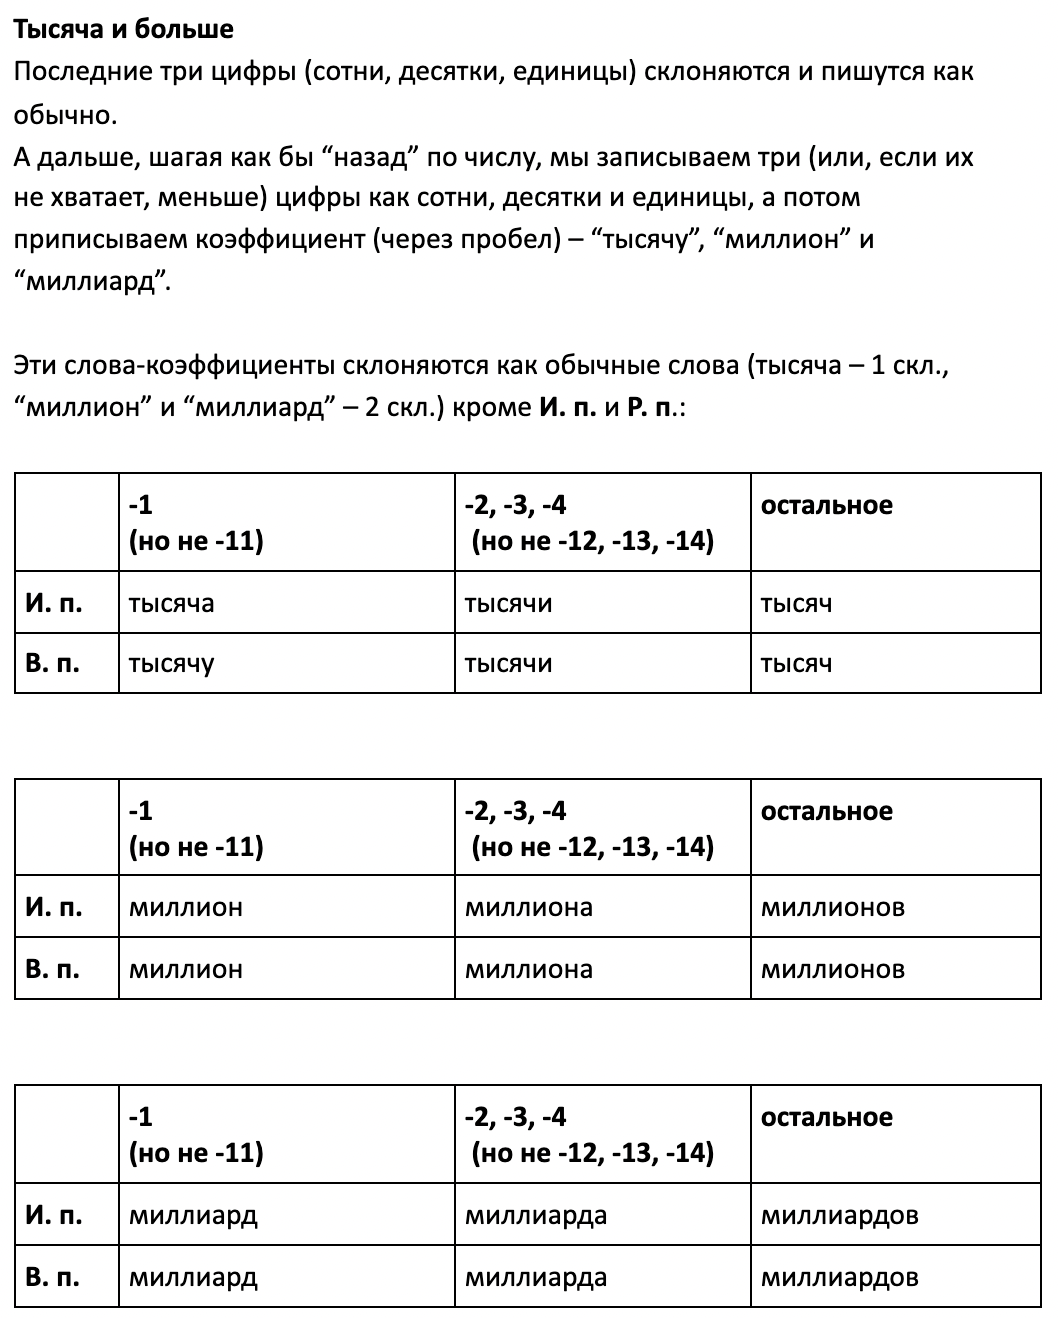 Тысяча и больше
Последние три цифры (сотни, десятки, единицы) склоняются и пишутся как
обычно.
А дальше, шагая как бы “назад” по числу, мы записываем три (или, если их
не хватает, меньше) цифры как сотни, десятки и единицы, а потом
приписываем коэффициент (через пробел) – “тысячу”, “миллион” и
“миллиард”.
Эти слова-коэффициенты склоняются как обычные слова (тысяча – 1 скл.,
“миллион” и “миллиард” – 2 скл.) кроме И. п. и Р. п.:
-1 -2, -3, -4 остальное
(но не -11) (но не -12, -13, -14)
И. п. тысяча тысячи тысяч
В. п. тысячу тысячи тысяч
-1 -2, -3, -4 остальное
(но не -11) (но не -12, -13, -14)
И. п. миллион миллиона миллионов
В. п. миллион миллиона миллионов
-1 -2, -3, -4 остальное
(но не -11) (но не -12, -13, -14)
И. п. миллиард миллиарда миллиардов
В. п. миллиард миллиарда миллиардов